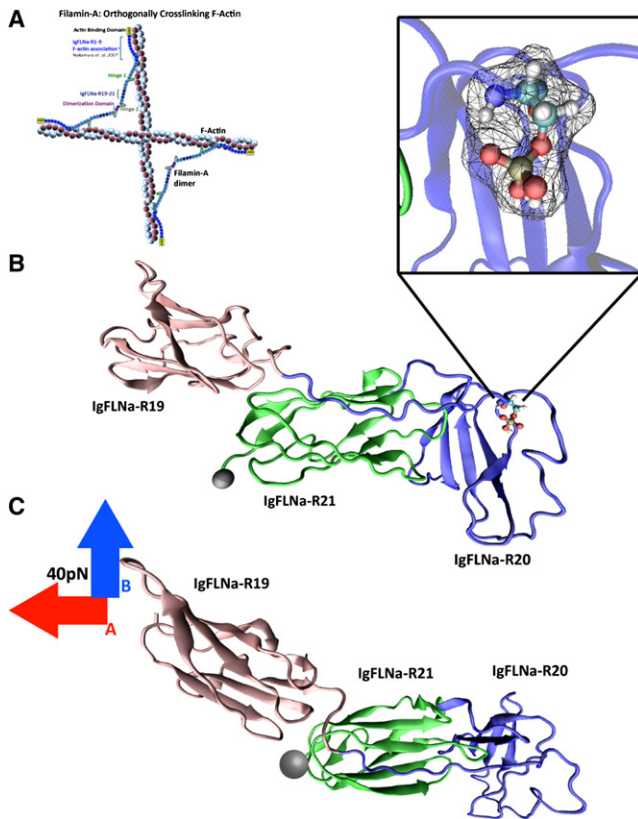 A
Filamin-A: Orthogonally Crosslinking F-Actin
Actin Binding Domain
IgFLNa-R1-9
F-actin association
Nakamura et. al. 2007
Hinge 1
IgFLNa-R19-21
Dimerization Domain
Hinge 2
F-Actin
Filamin-A
dimer
B
IgFLNa-R19
IgFLNa-R21
IgFLNa-R20
C
40pN
B
A
IgFLNa-R19
IgFLNa-R21
IgFLNa-R20